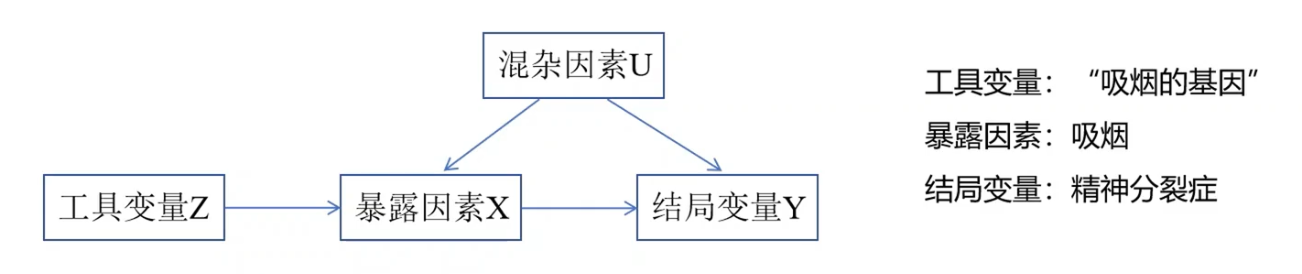 混杂因素U
工具变量Z
暴露因素X
结局变量Y
工具变量：“吸烟的基因”
暴露因素：吸烟
结局变量：精神分裂症